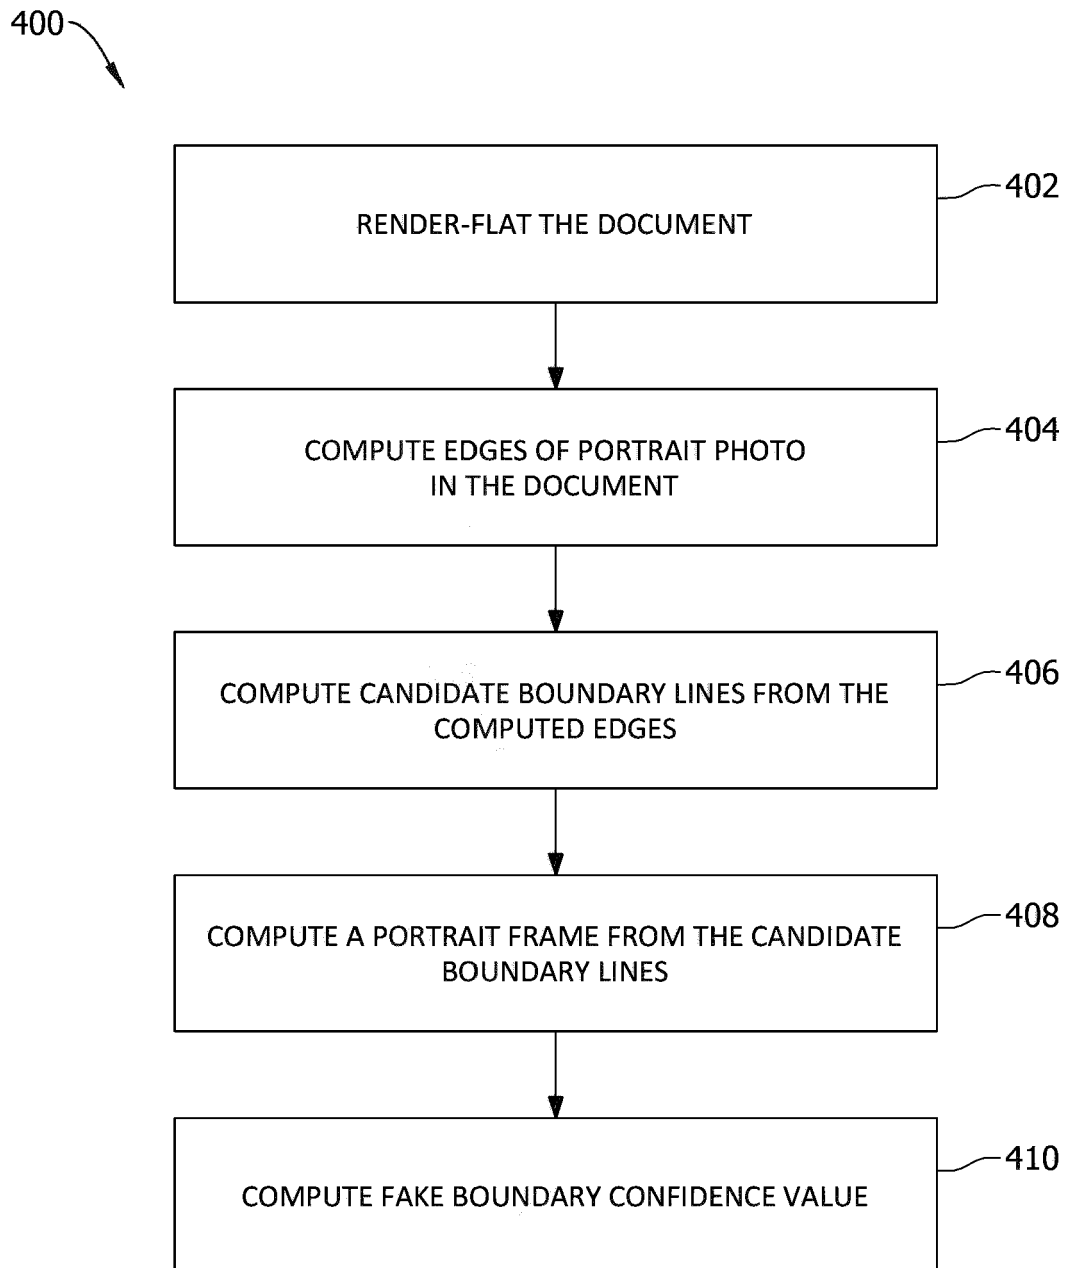 400
RENDER-FLAT THE DOCUMENT
402
COMPUTE EDGES OF PORTRAIT PHOTO
IN THE DOCUMENT
404
COMPUTE CANDIDATE BOUNDARY LINES FROM THE
COMPUTED EDGES
406
COMPUTE A PORTRAIT FRAME FROM THE CANDIDATE
BOUNDARY LINES
408
COMPUTE FAKE BOUNDARY CONFIDENCE VALUE
410